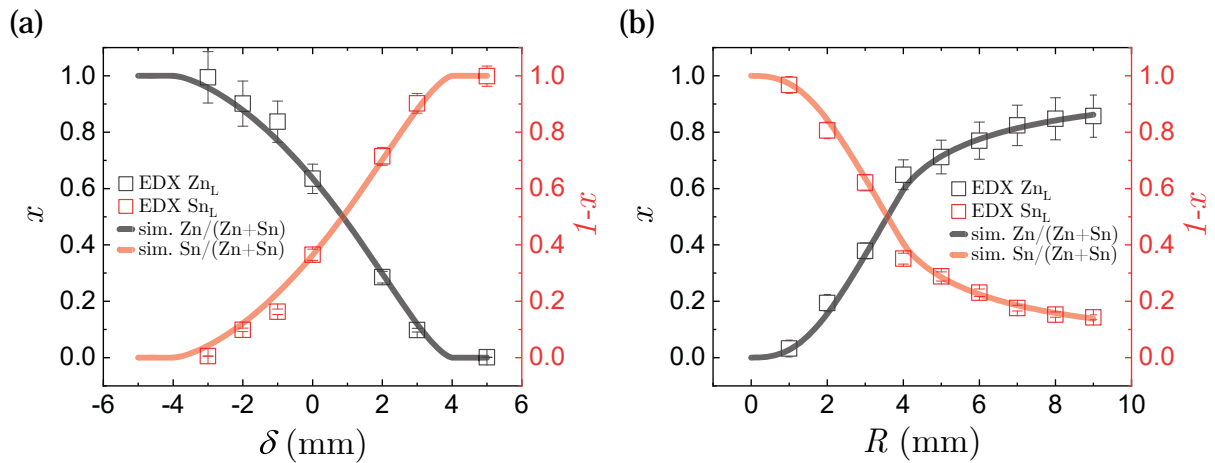 (a)
1.0
0.8
0.6
0.4
0.2
0.0
x
-6 -4 -2 0 2 4 6
δ (mm)
EDX Zn_L
EDX Sn_L
sim. Zn/(Zn+Sn)
sim. Sn/(Zn+Sn)
1.0
0.8
0.6
0.4
0.2
0.0
1-x
(b)
1.0
0.8
0.6
0.4
0.2
0.0
x
0 2 4 6 8 10
R (mm)
EDX Zn_L
EDX Sn_L
sim. Zn/(Zn+Sn)
sim. Sn/(Zn+Sn)
1.0
0.8
0.6
0.4
0.2
0.0
1-x